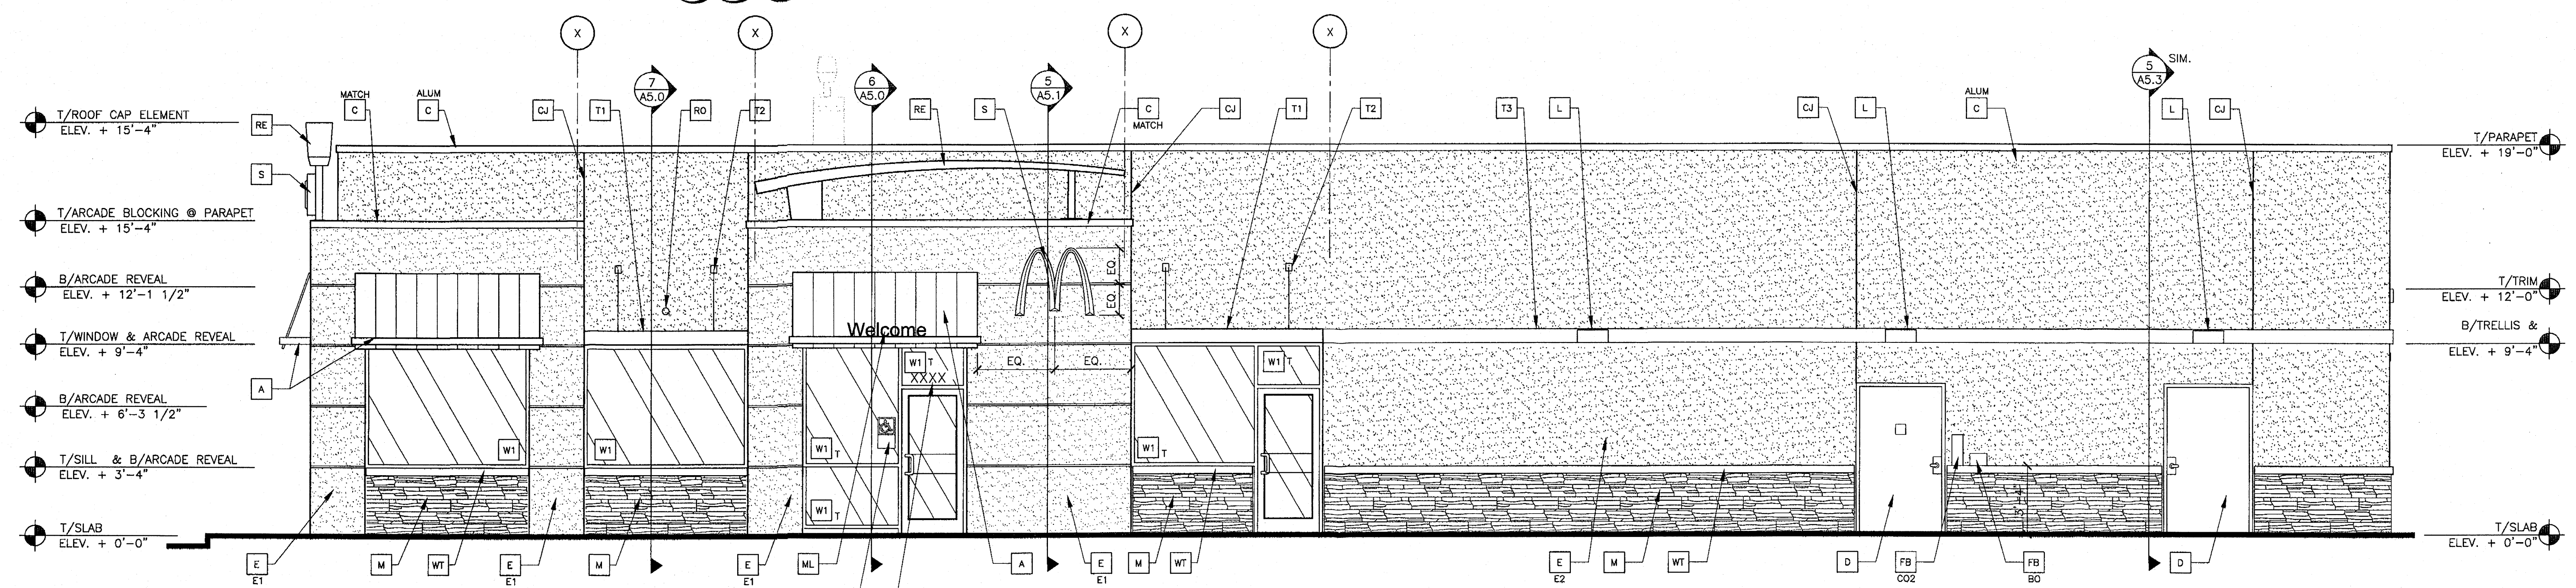 X
X
X
X
7
A5.0
6
A5.0
5
A5.1
5
A5.3
SIM.
MATCH
C
ALUM
C
CJ
T1
RO
T2
RE
S
C
MATCH
CJ
T1
T2
T3
L
CJ
L
ALUM
C
L
CJ
T/ROOF CAP ELEMENT
ELEV. + 15'-4"
RE
S
T/ARCADE BLOCKING @ PARAPET
ELEV. + 15'-4"
B/ARCADE REVEAL
ELEV. + 12'-1 1/2"
T/WINDOW & ARCADE REVEAL
ELEV. + 9'-4"
A
B/ARCADE REVEAL
ELEV. + 6'-3 1/2"
T/SILL & B/ARCADE REVEAL
ELEV. + 3'-4"
T/SLAB
ELEV. + 0'-0"
T/PARAPET
ELEV. + 19'-0"
T/TRIM
ELEV. + 12'-0"
B/TRELLIS &
ELEV. + 9'-4"
T/SLAB
ELEV. + 0'-0"
EQ.
EQ.
Welcome
EQ.
EQ.
W1 T
XXXX
W1 T
W1
W1
W1 T
W1 T
W1 T
3'-4"
E
E1
M
WT
E
E1
M
E
E1
ML
A
E
E1
M
WT
E
E2
M
WT
D
FB
CO2
FB
BO
D